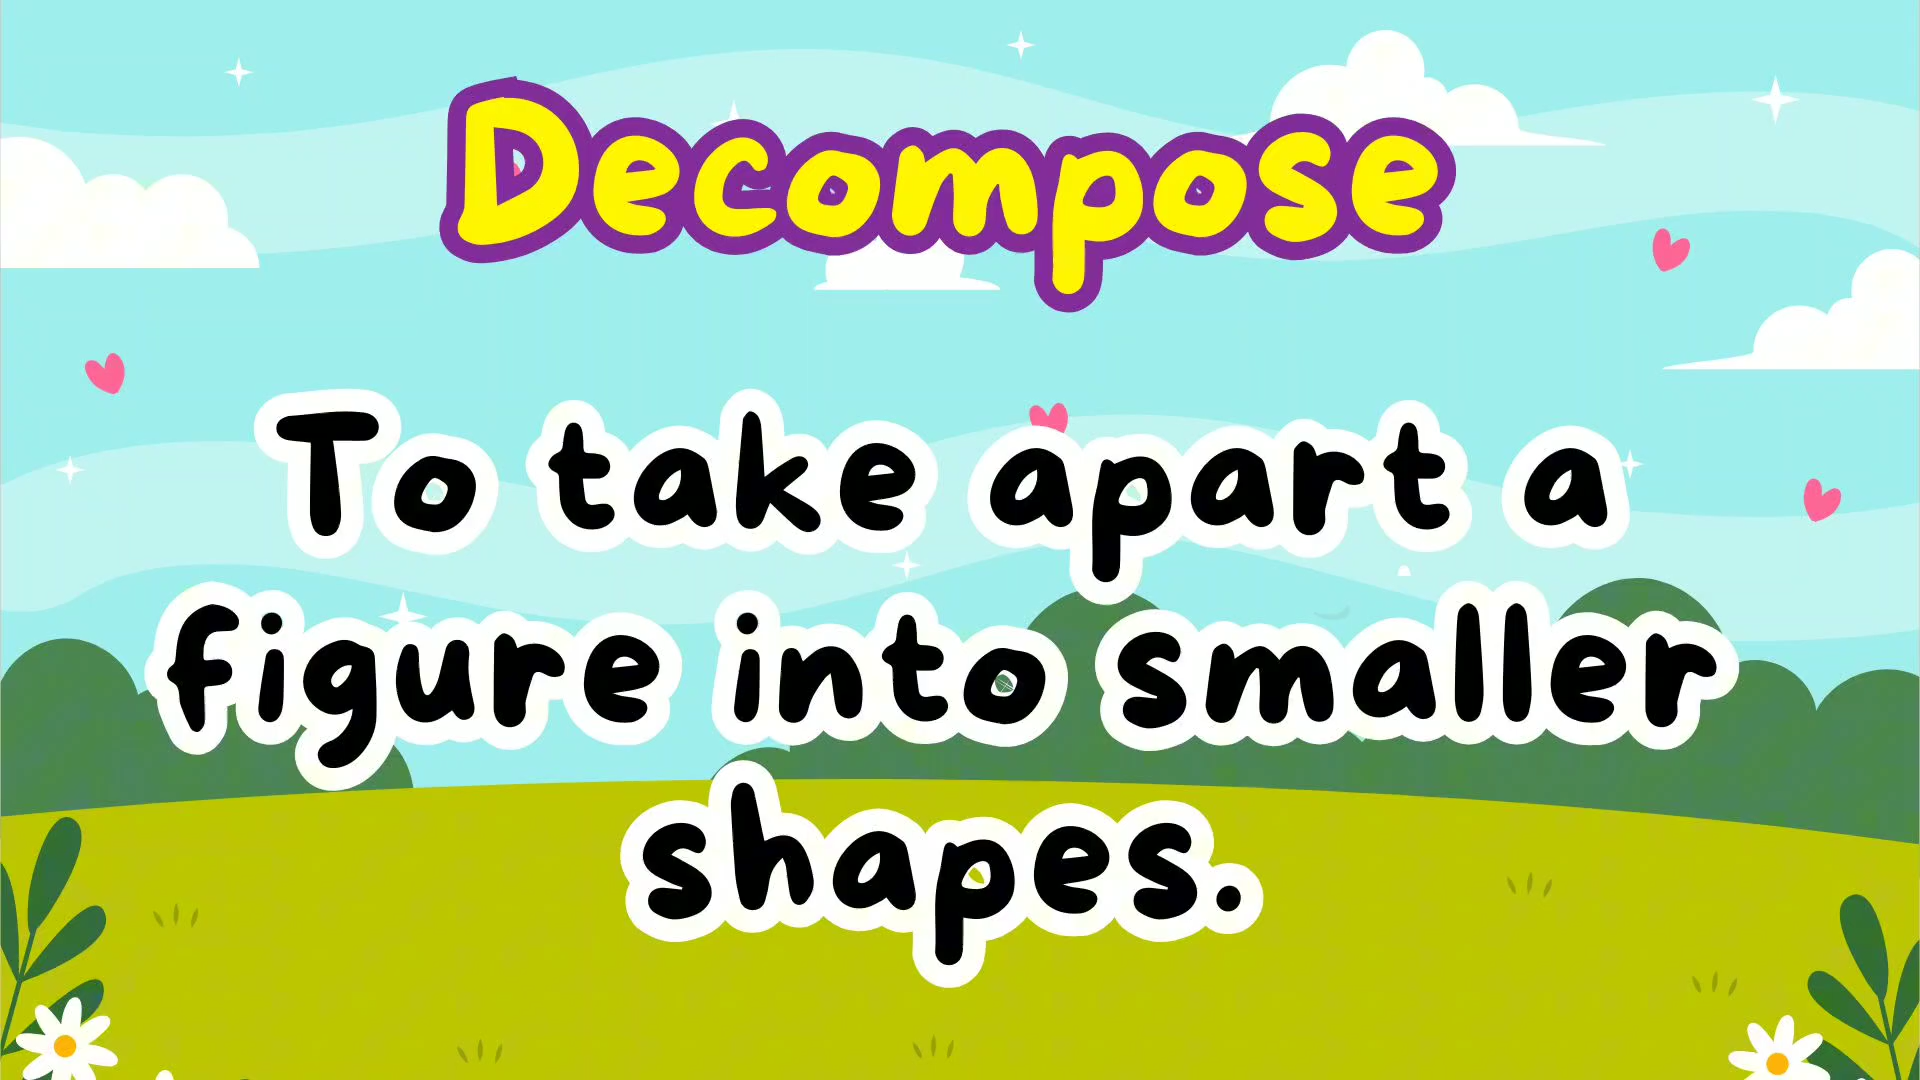 Decompose
To take apart a
figure into smaller
shapes.